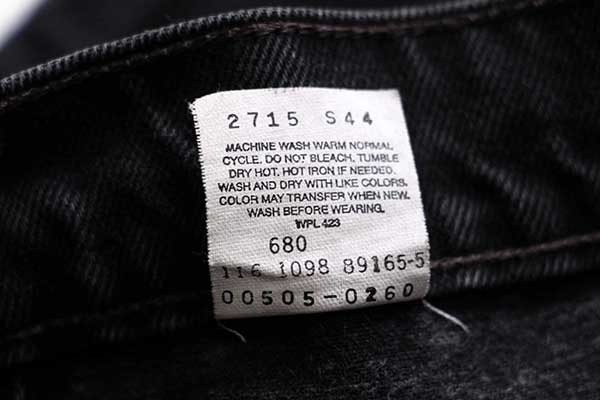 2715 S44
MACHINE WASH WARM NORMAL
CYCLE. DO NOT BLEACH. TUMBLE
DRY HOT. HOT IRON IF NEEDED.
WASH AND DRY WITH LIKE COLORS.
COLOR MAY TRANSFER WHEN NEW.
WASH BEFORE WEARING.
WPL 423
680
116 1098 89165-5
00505-0260